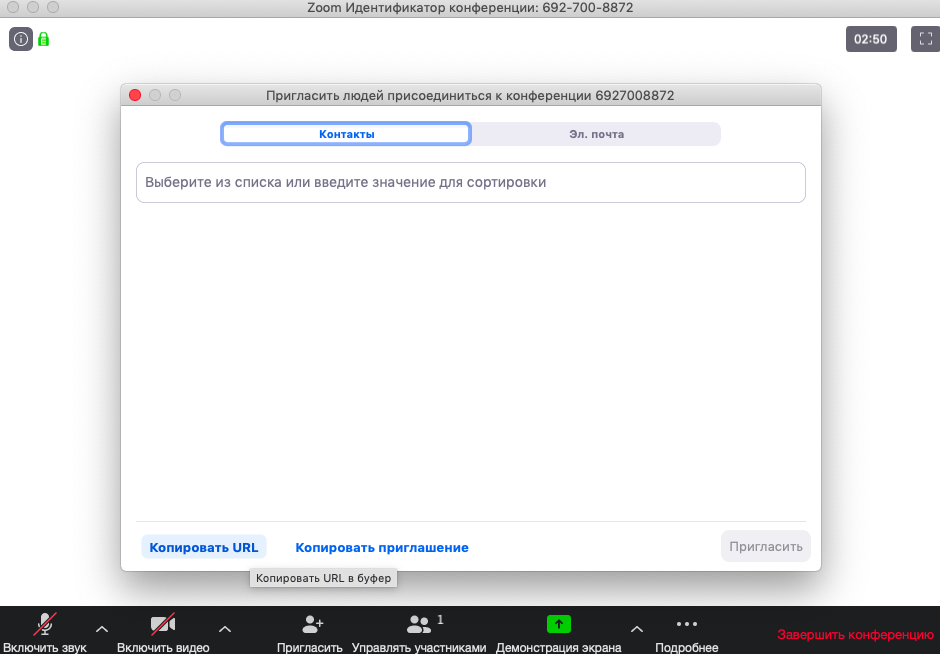 Zoom Идентификатор конференции: 692-700-8872
02:50
Пригласить людей присоединиться к конференции 6927008872
Контакты
Эл. почта
Выберите из списка или введите значение для сортировки
Копировать URL
Копировать приглашение
Пригласить
Копировать URL в буфер
1
Включить звук
Включить видео
Пригласить
Управлять участниками
Демонстрация экрана
Подробнее
Завершить конференцию